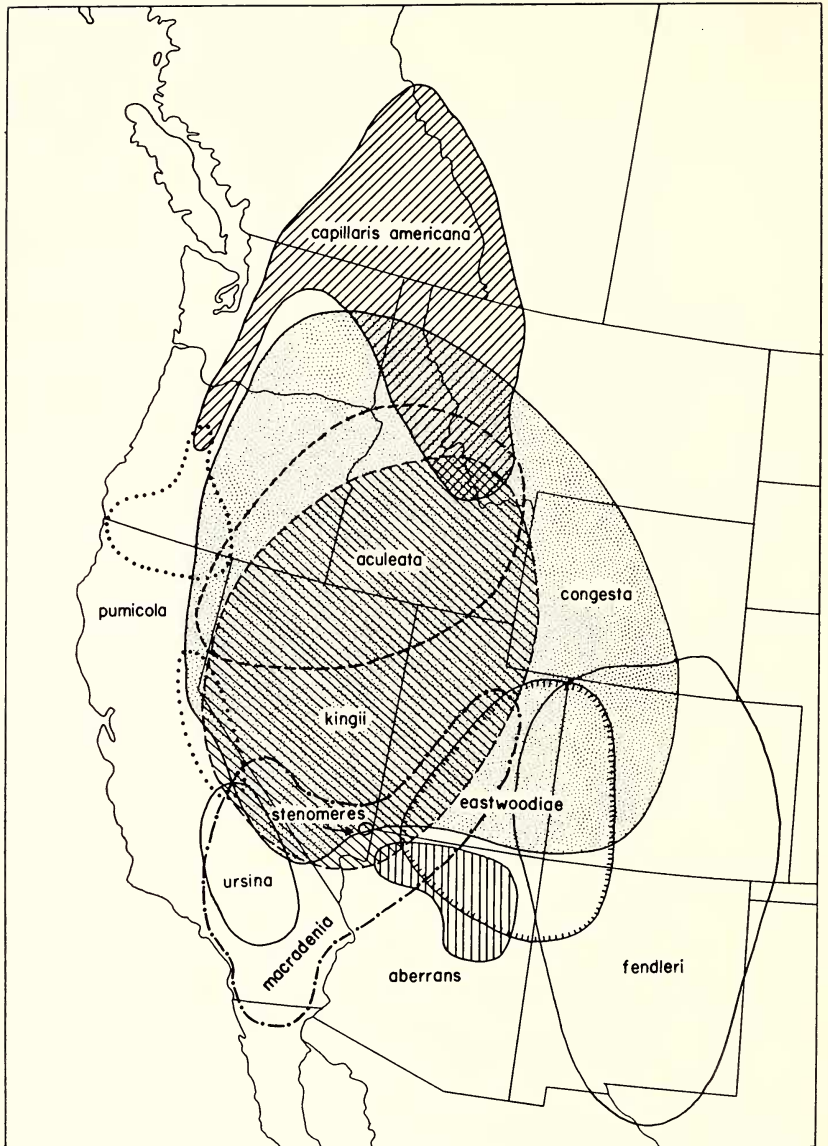 capillaris americana
aculeata
congesta
pumicola
kingii
eastwoodiae
stenomeres
ursina
macradenia
aberrans
fendleri